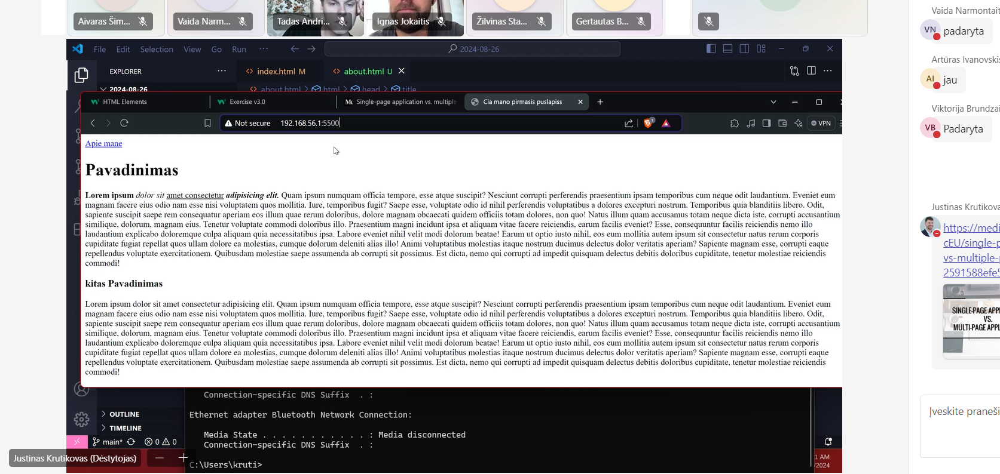 Aivaras Šim...
Vaida Narm...
Tadas Andri...
Ignas Jokaitis
Žilvinas Sta...
Gertautas B...
File Edit Selection View Go Run ...
2024-08-26
EXPLORER
index.html M
about.html U
2024-08-26
about.html > html > head > title
HTML Elements
Exercise v3.0
Single-page application vs. multiple
Cia mano pirmasis puslapiss
Not secure 192.168.56.1:5500
1
VPN
Apie mane
Pavadinimas
Lorem ipsum dolor sit amet consectetur adipisicing elit. Quam ipsum numquam officia tempore, esse atque suscipit? Nesciunt corrupti perferendis praesentium ipsam temporibus cum neque odit laudantium. Eveniet eum
magnam facere eius odio nam esse nisi voluptatem quos mollitia. Iure, temporibus fugit? Saepe esse, voluptate odio id nihil perferendis voluptatibus a dolores excepturi nostrum. Temporibus quia blanditiis libero. Odit,
sapiente suscipit saepe rem consequatur aperiam eos illum quae rerum doloribus, dolore magnam obcaecati quidem officiis totam dolores, non quo! Natus illum quam accusamus totam neque dicta iste, corrupti accusantium
similique, dolorum, magnam eius. Tenetur voluptate commodi doloribus illo. Praesentium magni incidunt ipsa et aliquam vitae facere reiciendis, earum facilis eveniet? Esse, consequuntur facilis reiciendis nemo illo
laudantium explicabo doloremque culpa aliquam quia necessitatibus ipsa. Labore eveniet nihil velit modi dolorum beatae! Earum ut optio iusto nihil, eos eum mollitia autem ipsum sit consectetur natus rerum corporis
cupiditate fugiat repellat quos ullam dolore ea molestias, cumque dolorum deleniti alias illo! Animi voluptatibus molestias itaque nostrum ducimus delectus dolor veritatis aperiam? Sapiente magnam esse, corrupti eaque
repellendus voluptate exercitationem. Quibusdam molestiae saepe assumenda ab corrupti sit possimus. Est dicta, nemo qui corrupti ad impedit quisquam delectus debitis doloribus cupiditate, tenetur molestiae reiciendis
commodi!
kitas Pavadinimas
Lorem ipsum dolor sit amet consectetur adipisicing elit. Quam ipsum numquam officia tempore, esse atque suscipit? Nesciunt corrupti perferendis praesentium ipsam temporibus cum neque odit laudantium. Eveniet eum
magnam facere eius odio nam esse nisi voluptatem quos mollitia. Iure, temporibus fugit? Saepe esse, voluptate odio id nihil perferendis voluptatibus a dolores excepturi nostrum. Temporibus quia blanditiis libero. Odit,
sapiente suscipit saepe rem consequatur aperiam eos illum quae rerum doloribus, dolore magnam obcaecati quidem officiis totam dolores, non quo! Natus illum quam accusamus totam neque dicta iste, corrupti accusantium
similique, dolorum, magnam eius. Tenetur voluptate commodi doloribus illo. Praesentium magni incidunt ipsa et aliquam vitae facere reiciendis, earum facilis eveniet? Esse, consequuntur facilis reiciendis nemo illo
laudantium explicabo doloremque culpa aliquam quia necessitatibus ipsa. Labore eveniet nihil velit modi dolorum beatae! Earum ut optio iusto nihil, eos eum mollitia autem ipsum sit consectetur natus rerum corporis
cupiditate fugiat repellat quos ullam dolore ea molestias, cumque dolorum deleniti alias illo! Animi voluptatibus molestias itaque nostrum ducimus delectus dolor veritatis aperiam? Sapiente magnam esse, corrupti eaque
repellendus voluptate exercitationem. Quibusdam molestiae saepe assumenda ab corrupti sit possimus. Est dicta, nemo qui corrupti ad impedit quisquam delectus debitis doloribus cupiditate, tenetur molestiae reiciendis
commodi!
OUTLINE
TIMELINE
main* 0 0
Connection-specific DNS Suffix . :
Ethernet adapter Bluetooth Network Connection:
Media State . . . . . . . . . . . : Media disconnected
Connection-specific DNS Suffix . :
C:\Users\kruti>
1 AM
/2024
Justinas Krutikovas (Dėstytojas)
Vaida Narmontait
VN
padaryta
Artūras Ivanovskis
AI
jau
Viktorija Brundzai
VB
Padaryta
Justinas Krutikova
https://medi
cEU/single-p
vs-multiple-p
2591588efe5
SINGLE-PAGE APPL
VS.
MULTI-PAGE APPL
Įveskite praneši